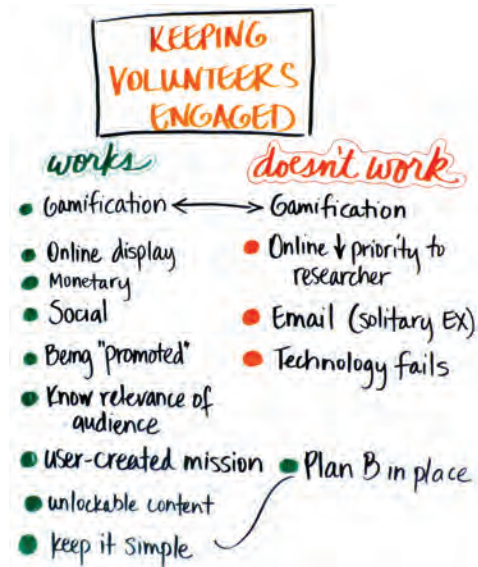 KEEPING
VOLUNTEERS
ENGAGED
works
• Gamification ↔ Gamification
• Online display
• Monetary
• Social
• Being "promoted"
• Know relevance of
audience
• user-created mission
• unlockable content
• keep it simple
doesn't work
• Online ↓ priority to
researcher
• Email (solitary EX)
• Technology fails
• Plan B in place